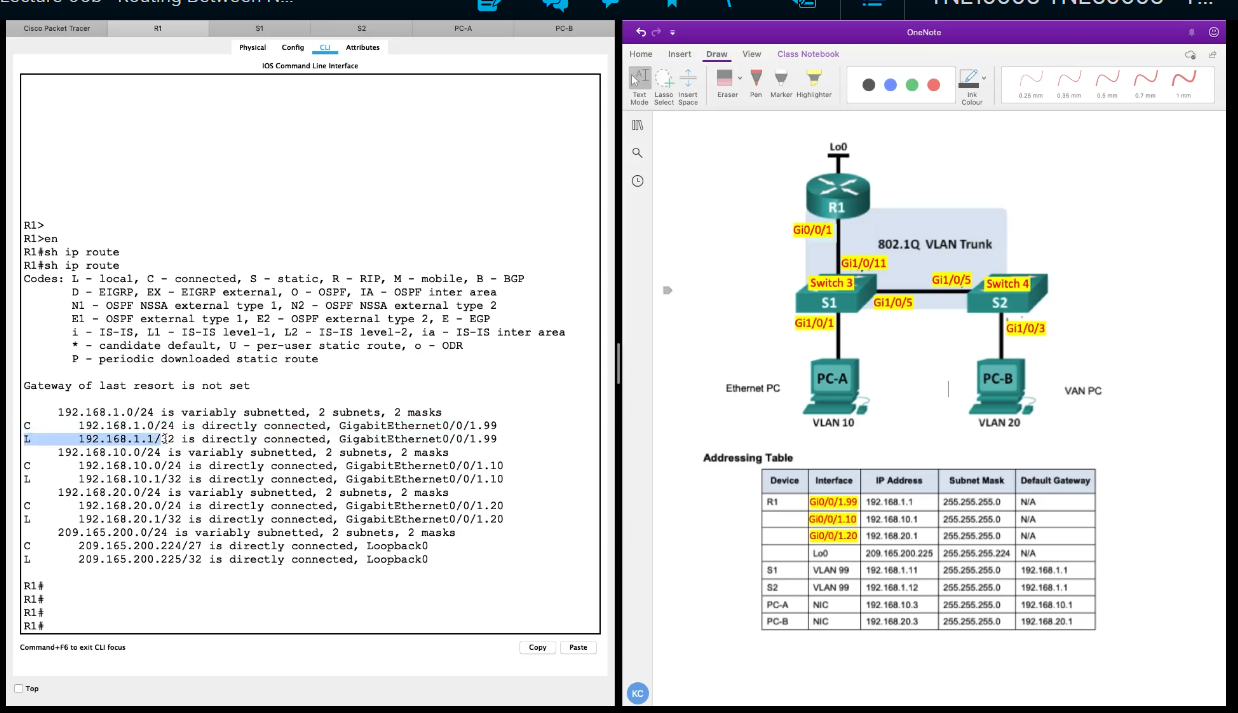 Cisco Packet Tracer
R1
S1
S2
PC-A
PC-B
Physical
Config
CLI
Attributes
IOS Command Line Interface
R1>
R1>en
R1#sh ip route
R1#sh ip route
Codes: L - local, C - connected, S - static, R - RIP, M - mobile, B - BGP
D - EIGRP, EX - EIGRP external, O - OSPF, IA - OSPF inter area
N1 - OSPF NSSA external type 1, N2 - OSPF NSSA external type 2
E1 - OSPF external type 1, E2 - OSPF external type 2, E - EGP
i - IS-IS, L1 - IS-IS level-1, L2 - IS-IS level-2, ia - IS-IS inter area
* - candidate default, U - per-user static route, o - ODR
P - periodic downloaded static route
Gateway of last resort is not set
192.168.1.0/24 is variably subnetted, 2 subnets, 2 masks
C 192.168.1.0/24 is directly connected, GigabitEthernet0/0/1.99
L 192.168.1.1/32 is directly connected, GigabitEthernet0/0/1.99
192.168.10.0/24 is variably subnetted, 2 subnets, 2 masks
C 192.168.10.0/24 is directly connected, GigabitEthernet0/0/1.10
L 192.168.10.1/32 is directly connected, GigabitEthernet0/0/1.10
192.168.20.0/24 is variably subnetted, 2 subnets, 2 masks
C 192.168.20.0/24 is directly connected, GigabitEthernet0/0/1.20
L 192.168.20.1/32 is directly connected, GigabitEthernet0/0/1.20
209.165.200.0/24 is variably subnetted, 2 subnets, 2 masks
C 209.165.200.224/27 is directly connected, Loopback0
L 209.165.200.225/32 is directly connected, Loopback0
R1#
R1#
R1#
R1#
Command+F6 to exit CLI focus
Copy
Paste
Top
OneNote
Home
Insert
Draw
View
Class Notebook
Text Mode
Lasso Select
Insert Space
Eraser
Pen
Marker
Highlighter
Ink Colour
0.25 mm
0.35 mm
0.5 mm
0.7 mm
1 mm
Lo0
R1
Gi0/0/1
802.1Q VLAN Trunk
Gi1/0/11
Switch 3
Gi1/0/5
Switch 4
S1
Gi1/0/5
S2
Gi1/0/1
Gi1/0/3
Ethernet PC
PC-A
PC-B
VAN PC
VLAN 10
VLAN 20
Addressing Table
Device Interface IP Address Subnet Mask Default Gateway
R1 Gi0/0/1.99 192.168.1.1 255.255.255.0 N/A
Gi0/0/1.10 192.168.10.1 255.255.255.0 N/A
Gi0/0/1.20 192.168.20.1 255.255.255.0 N/A
Lo0 209.165.200.225 255.255.255.224 N/A
S1 VLAN 99 192.168.1.11 255.255.255.0 192.168.1.1
S2 VLAN 99 192.168.1.12 255.255.255.0 192.168.1.1
PC-A NIC 192.168.10.3 255.255.255.0 192.168.10.1
PC-B NIC 192.168.20.3 255.255.255.0 192.168.20.1
KC